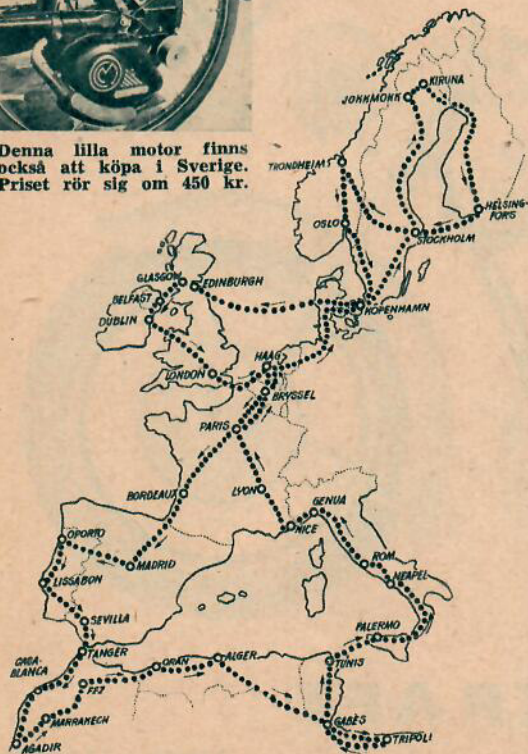 Denna lilla motor finns
också att köpa i Sverige.
Priset rör sig om 450 kr.
KIRUNA
JOKKMOKK
TRONDHEIM
HELSING-
FORS
OSLO
STOCKHOLM
GLASGOW
EDINBURGH
BELFAST
KÖPENHAMN
DUBLIN
HAAG
LONDON
BRYSSEL
PARIS
BORDEAUX
LYON
GENUA
NICE
OPORTO
MADRID
ROM
NEAPEL
LISSABON
SEVILLA
PALERMO
TANGER
ORAN
ALGER
TUNIS
CASA-
BLANCA
FEZ
MARRAKECH
GABÈS
AGADIR
TRIPOLI